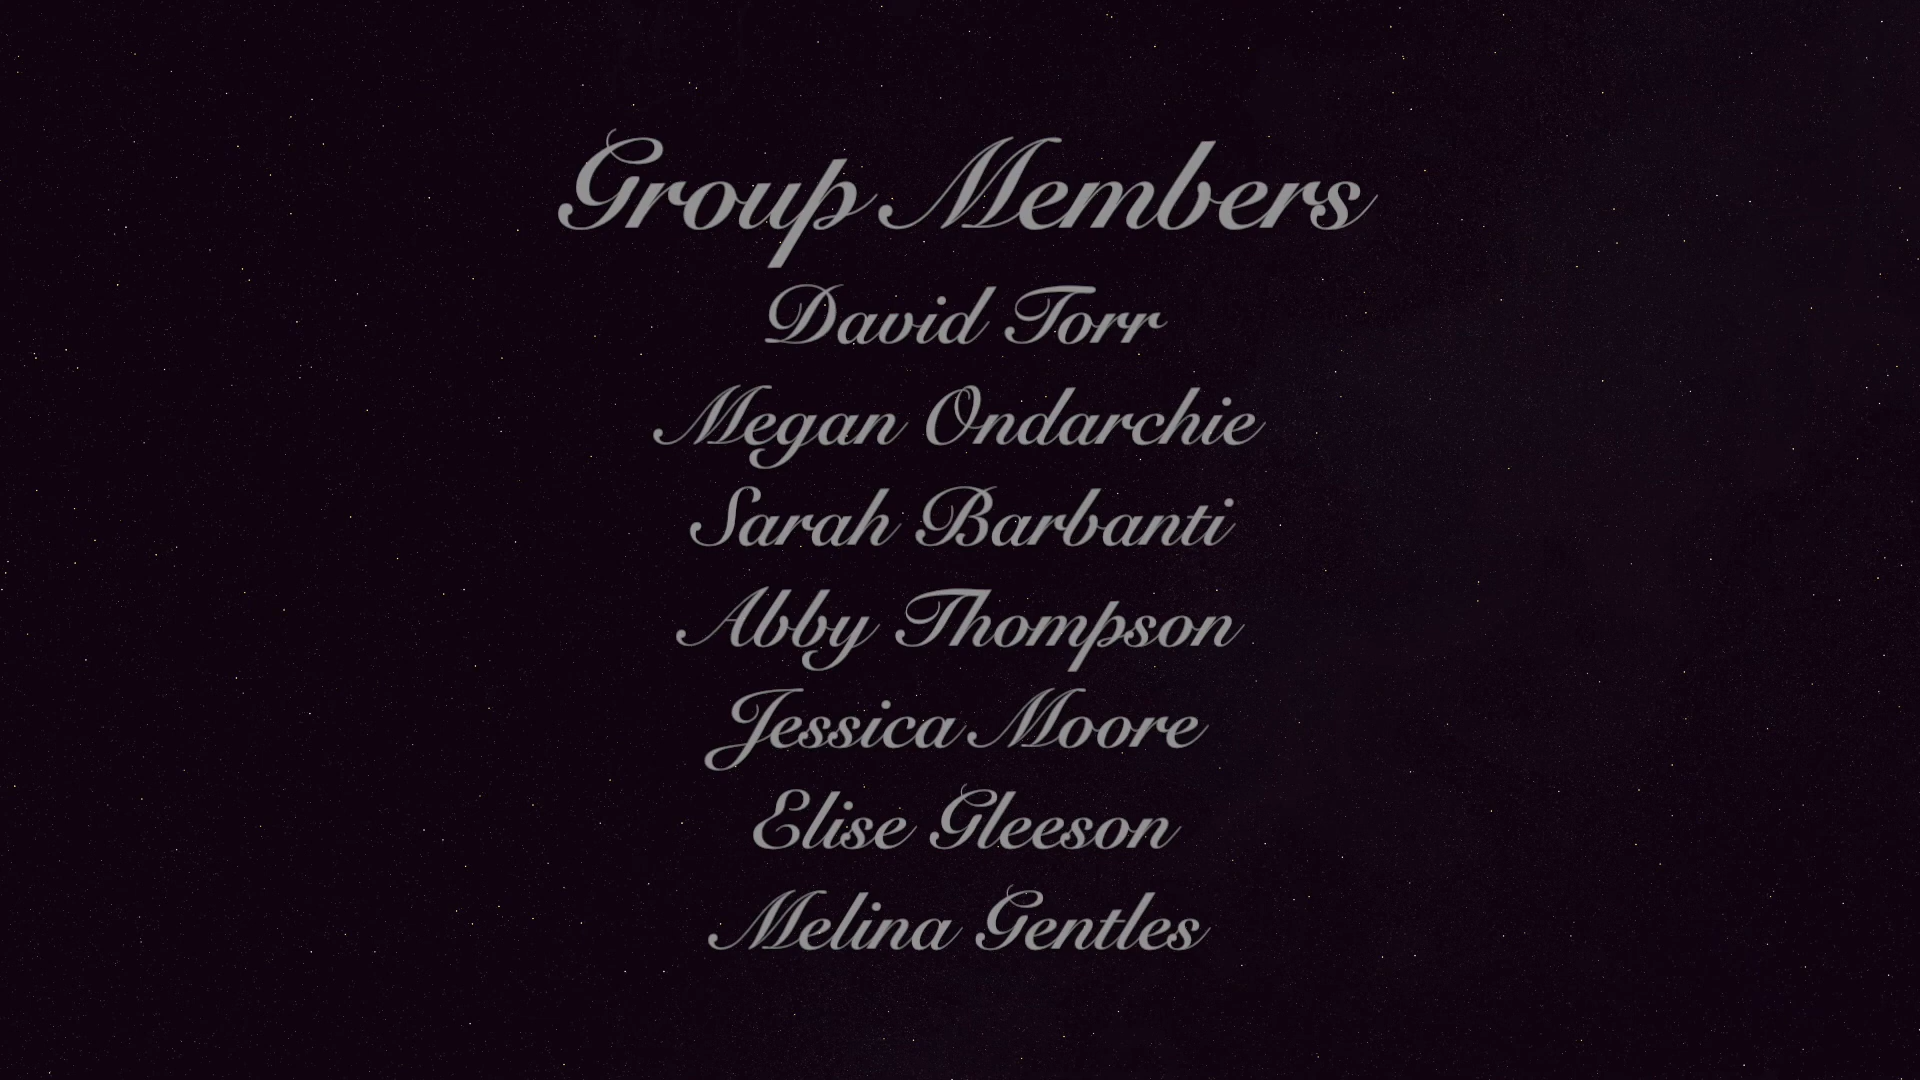 Group Members
David Torr
Megan Ondarchie
Sarah Barbanti
Abby Thompson
Jessica Moore
Elise Gleeson
Melina Gentles